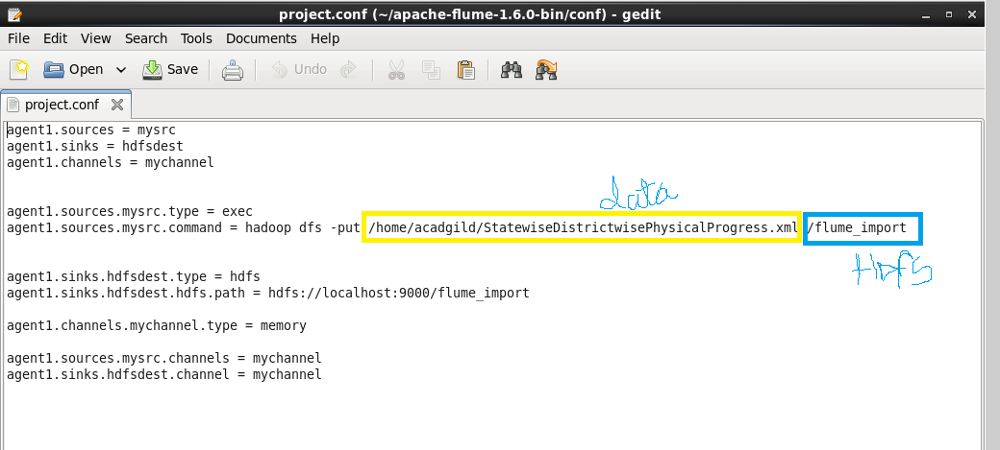 project.conf (~/apache-flume-1.6.0-bin/conf) - gedit
File Edit View Search Tools Documents Help
Open Save Undo
project.conf
agent1.sources = mysrc
agent1.sinks = hdfsdest
agent1.channels = mychannel
data
agent1.sources.mysrc.type = exec
agent1.sources.mysrc.command = hadoop dfs -put /home/acadgild/StatewiseDistrictwisePhysicalProgress.xml /flume_import
Hdfs
agent1.sinks.hdfsdest.type = hdfs
agent1.sinks.hdfsdest.hdfs.path = hdfs://localhost:9000/flume_import
agent1.channels.mychannel.type = memory
agent1.sources.mysrc.channels = mychannel
agent1.sinks.hdfsdest.channel = mychannel